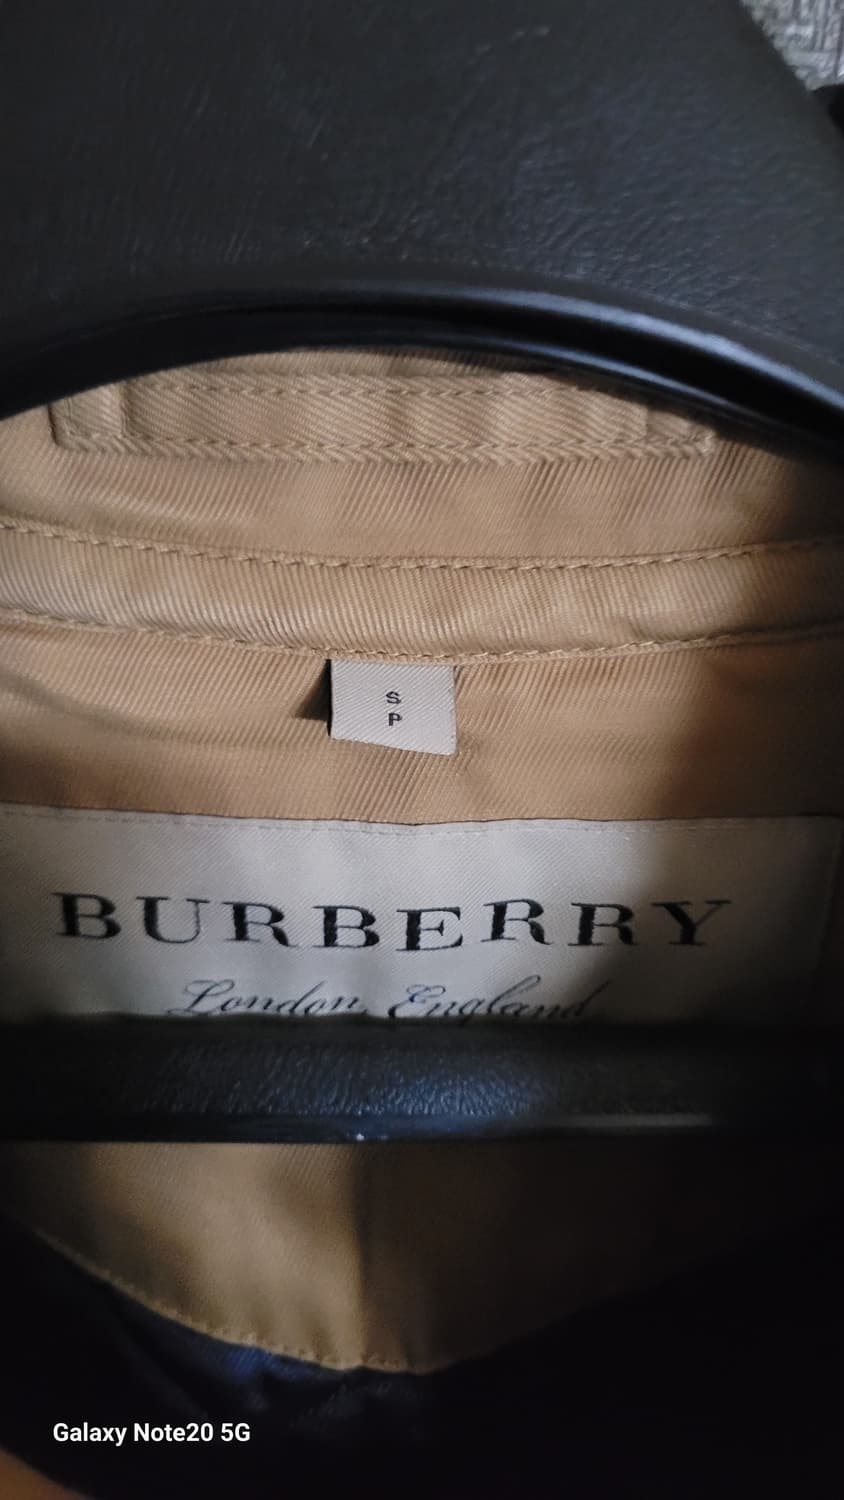 S
P
BURBERRY
London, England
Galaxy Note20 5G